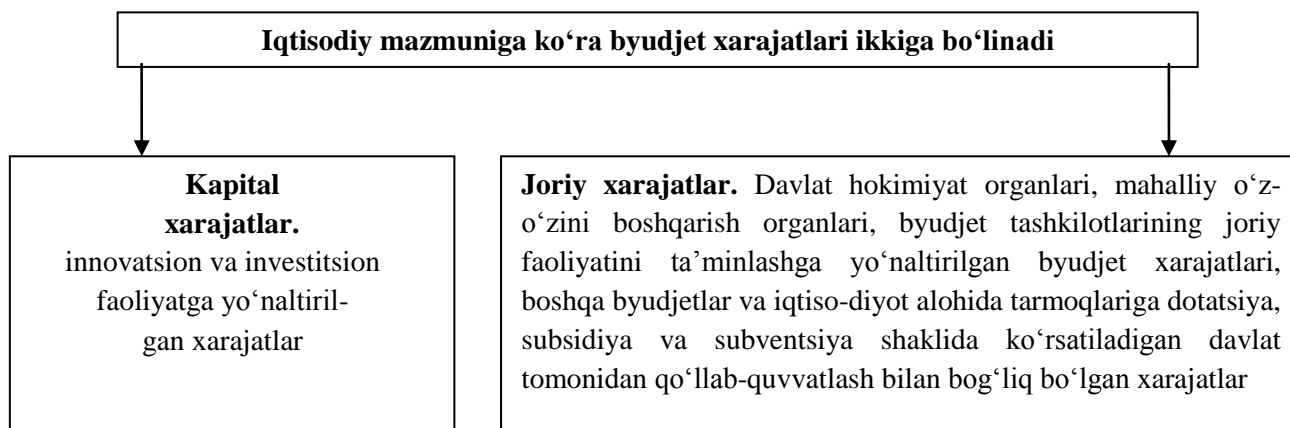 Iqtisodiy mazmuniga ko‘ra byudjet xarajatlari ikkiga bo‘linadi
Kapital
xarajatlar.
innovatsion va investitsion
faoliyatga yo‘naltiril-
gan xarajatlar
Joriy xarajatlar. Davlat hokimiyat organlari, mahalliy o‘z-
o‘zini boshqarish organlari, byudjet tashkilotlarining joriy
faoliyatini ta’minlashga yo‘naltirilgan byudjet xarajatlari,
boshqa byudjetlar va iqtiso-diyot alohida tarmoqlariga dotatsiya,
subsidiya va subventsiya shaklida ko‘rsatiladigan davlat
tomonidan qo‘llab-quvvatlash bilan bog‘liq bo‘lgan xarajatlar